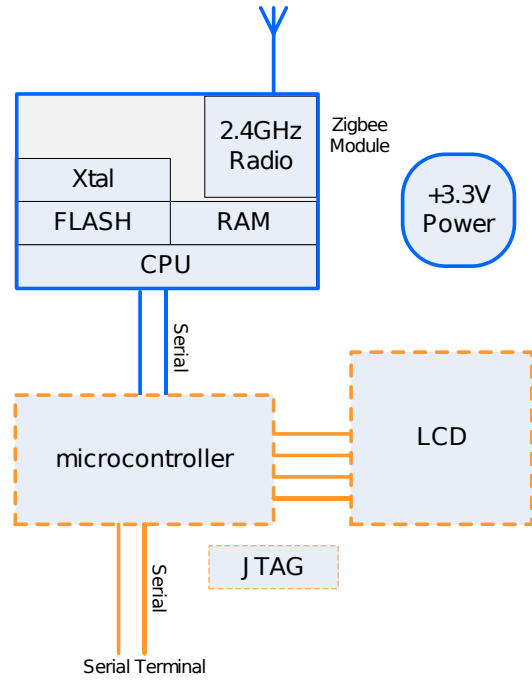 2.4GHz
Radio
Zigbee
Module
Xtal
+3.3V
Power
FLASH
RAM
CPU
Serial
LCD
microcontroller
JTAG
Serial
Serial Terminal